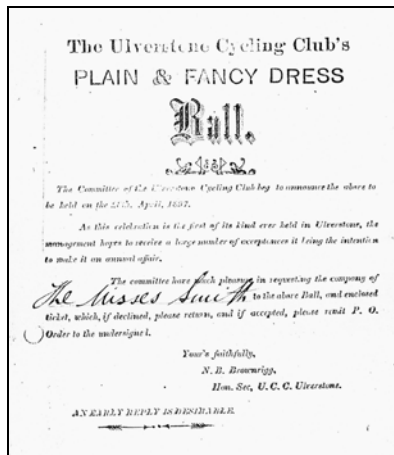 The Ulverstone Cycling Club's
PLAIN & FANCY DRESS
Ball.
The Committee of the Ulverstone Cycling Club beg to announce the above to
be held on the April, 1897.
As this celebration is the first of its kind ever held in Ulverstone, the
management hopes to receive a large number of acceptances it being the intention
to make it an annual affair.
The committee have much pleasure in requesting the company of
The Misses Smith to the above Ball, and enclosed
ticket, which, if declined, please return, and if accepted, please remit P. O.
Order to the undersigned.
Your's faithfully,
N. B. Brownrigg,
Hon. Sec, U. C. C. Ulverstone.
AN EARLY REPLY IS DESIRABLE.